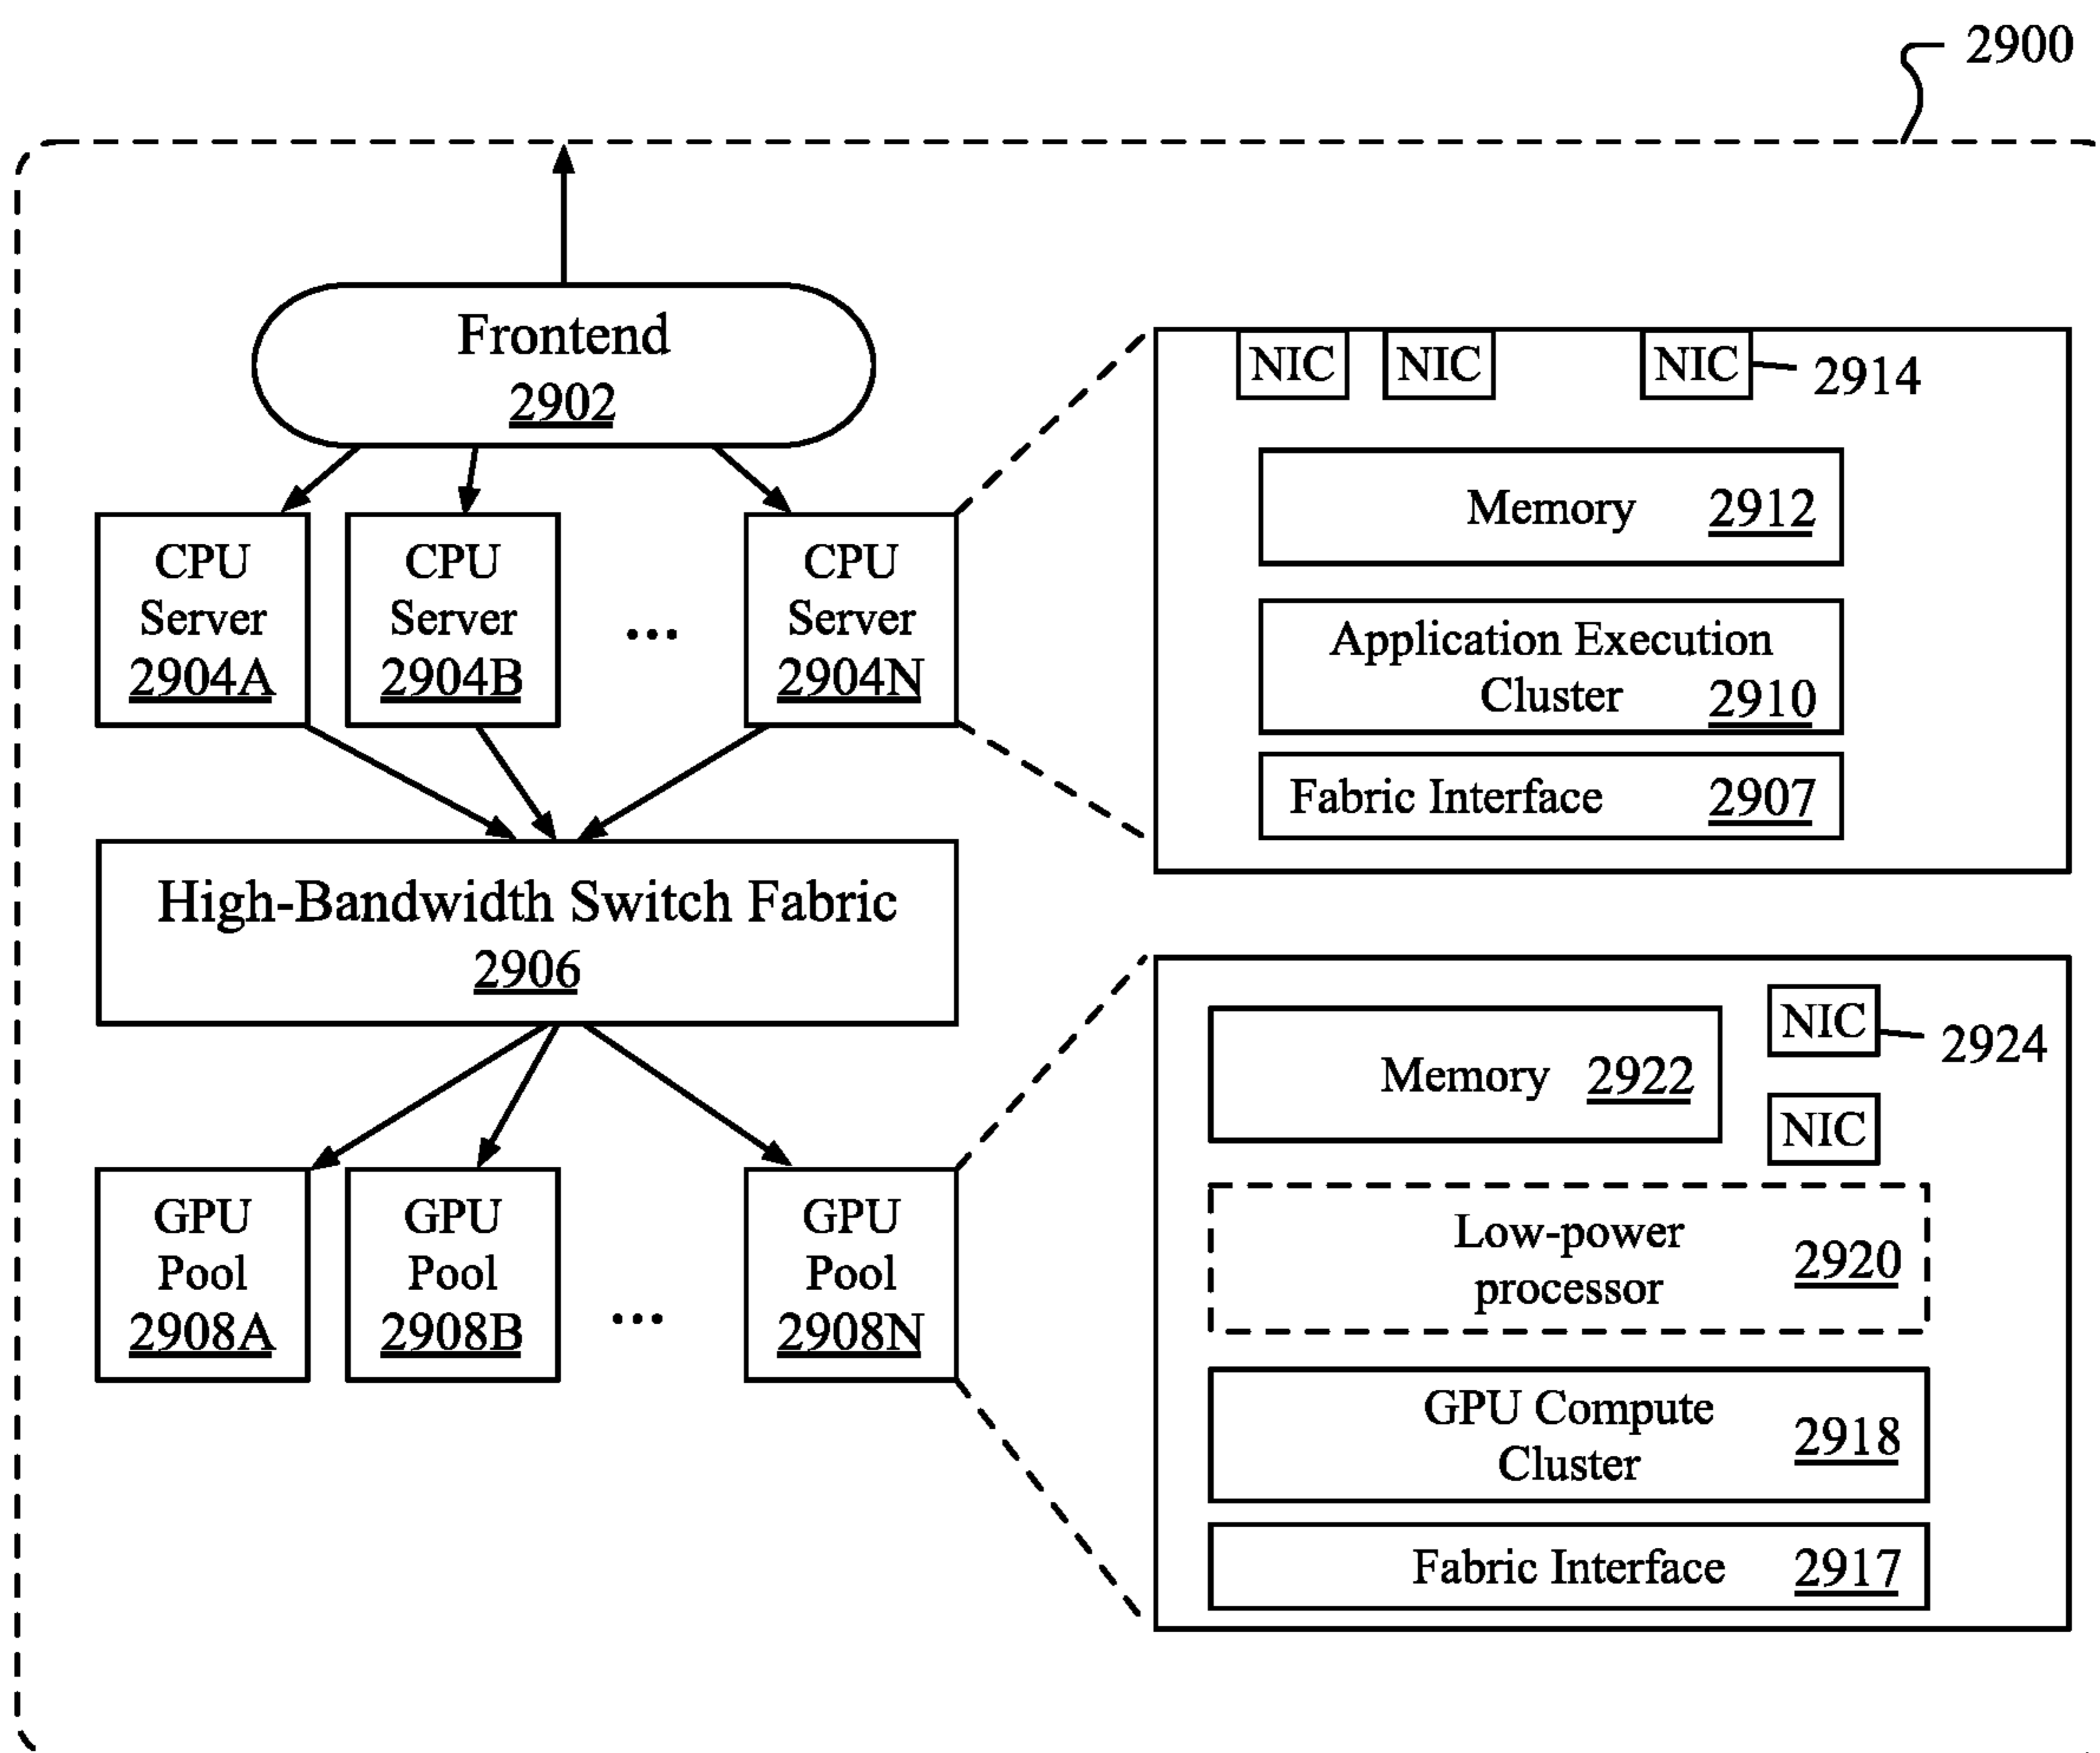 2900
Frontend
2902
CPU
Server
2904A
CPU
Server
2904B
...
CPU
Server
2904N
High-Bandwidth Switch Fabric
2906
GPU
Pool
2908A
GPU
Pool
2908B
...
GPU
Pool
2908N
NIC
NIC
NIC
2914
Memory 2912
Application Execution
Cluster 2910
Fabric Interface 2907
Memory 2922
NIC
2924
NIC
Low-power
processor
2920
GPU Compute
Cluster
2918
Fabric Interface 2917